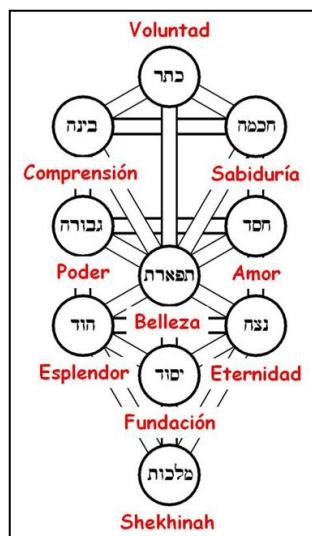 Voluntad
כתר
בינה
חכמה
Comprensión
Sabiduría
גבורה
חסד
Poder
Amor
תפארת
Belleza
הוד
נצח
Esplendor
Eternidad
יסוד
Fundación
מלכות
Shekhinah